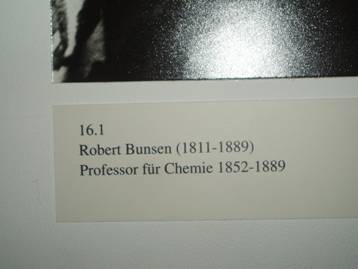 16.1
Robert Bunsen (1811-1889)
Professor für Chemie 1852-1889